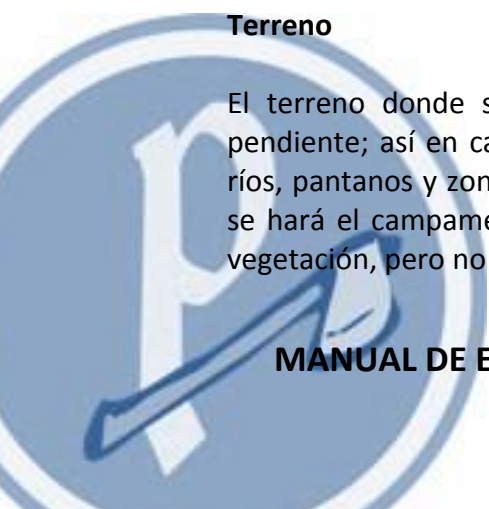 Terreno
El terreno donde s
pendiente; así en ca
ríos, pantanos y zon
se hará el campame
vegetación, pero no
MANUAL DE E
p